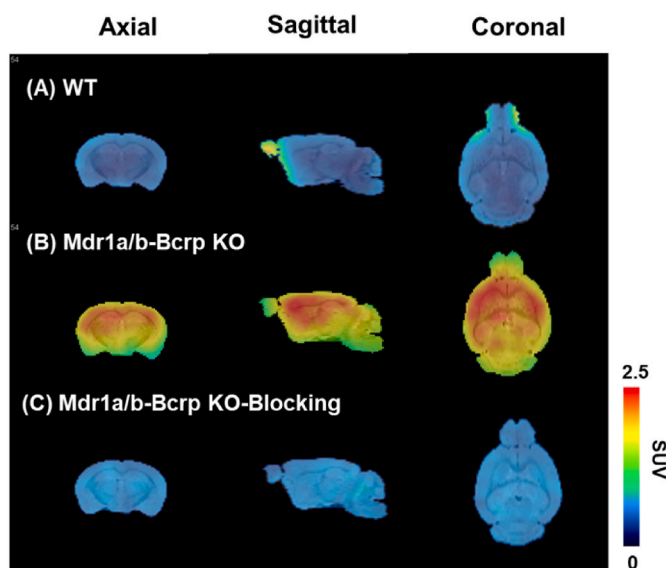 Axial Sagittal Coronal
54
(A) WT
54
(B) Mdr1a/b-Bcrp KO
(C) Mdr1a/b-Bcrp KO-Blocking
2.5
SUV
0